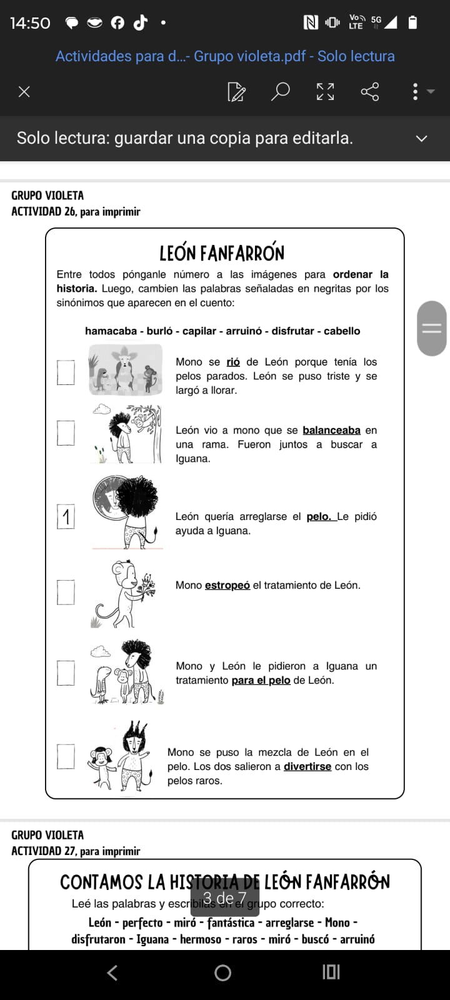 14:50
Vo))
LTE
5G
Actividades para d...- Grupo violeta.pdf - Solo lectura
Solo lectura: guardar una copia para editarla.
GRUPO VIOLETA
ACTIVIDAD 26, para imprimir
LEÓN FANFARRÓN
Entre todos pónganle número a las imágenes para ordenar la
historia. Luego, cambien las palabras señaladas en negritas por los
sinónimos que aparecen en el cuento:
hamacaba - burló - capilar - arruinó - disfrutar - cabello
Mono se rió de León porque tenía los
pelos parados. León se puso triste y se
largó a llorar.
León vio a mono que se balanceaba en
una rama. Fueron juntos a buscar a
Iguana.
1
León quería arreglarse el pelo. Le pidió
ayuda a Iguana.
Mono estropeó el tratamiento de León.
Mono y León le pidieron a Iguana un
tratamiento para el pelo de León.
Mono se puso la mezcla de León en el
pelo. Los dos salieron a divertirse con los
pelos raros.
GRUPO VIOLETA
ACTIVIDAD 27, para imprimir
CONTAMOS LA HISTORIA DE LEÓN FANFARRÓN
3 de 7
Leé las palabras y escribilas en el grupo correcto:
León - perfecto - miró - fantástica - arreglarse - Mono -
disfrutaron - Iguana - hermoso - raros - miró - buscó - arruinó